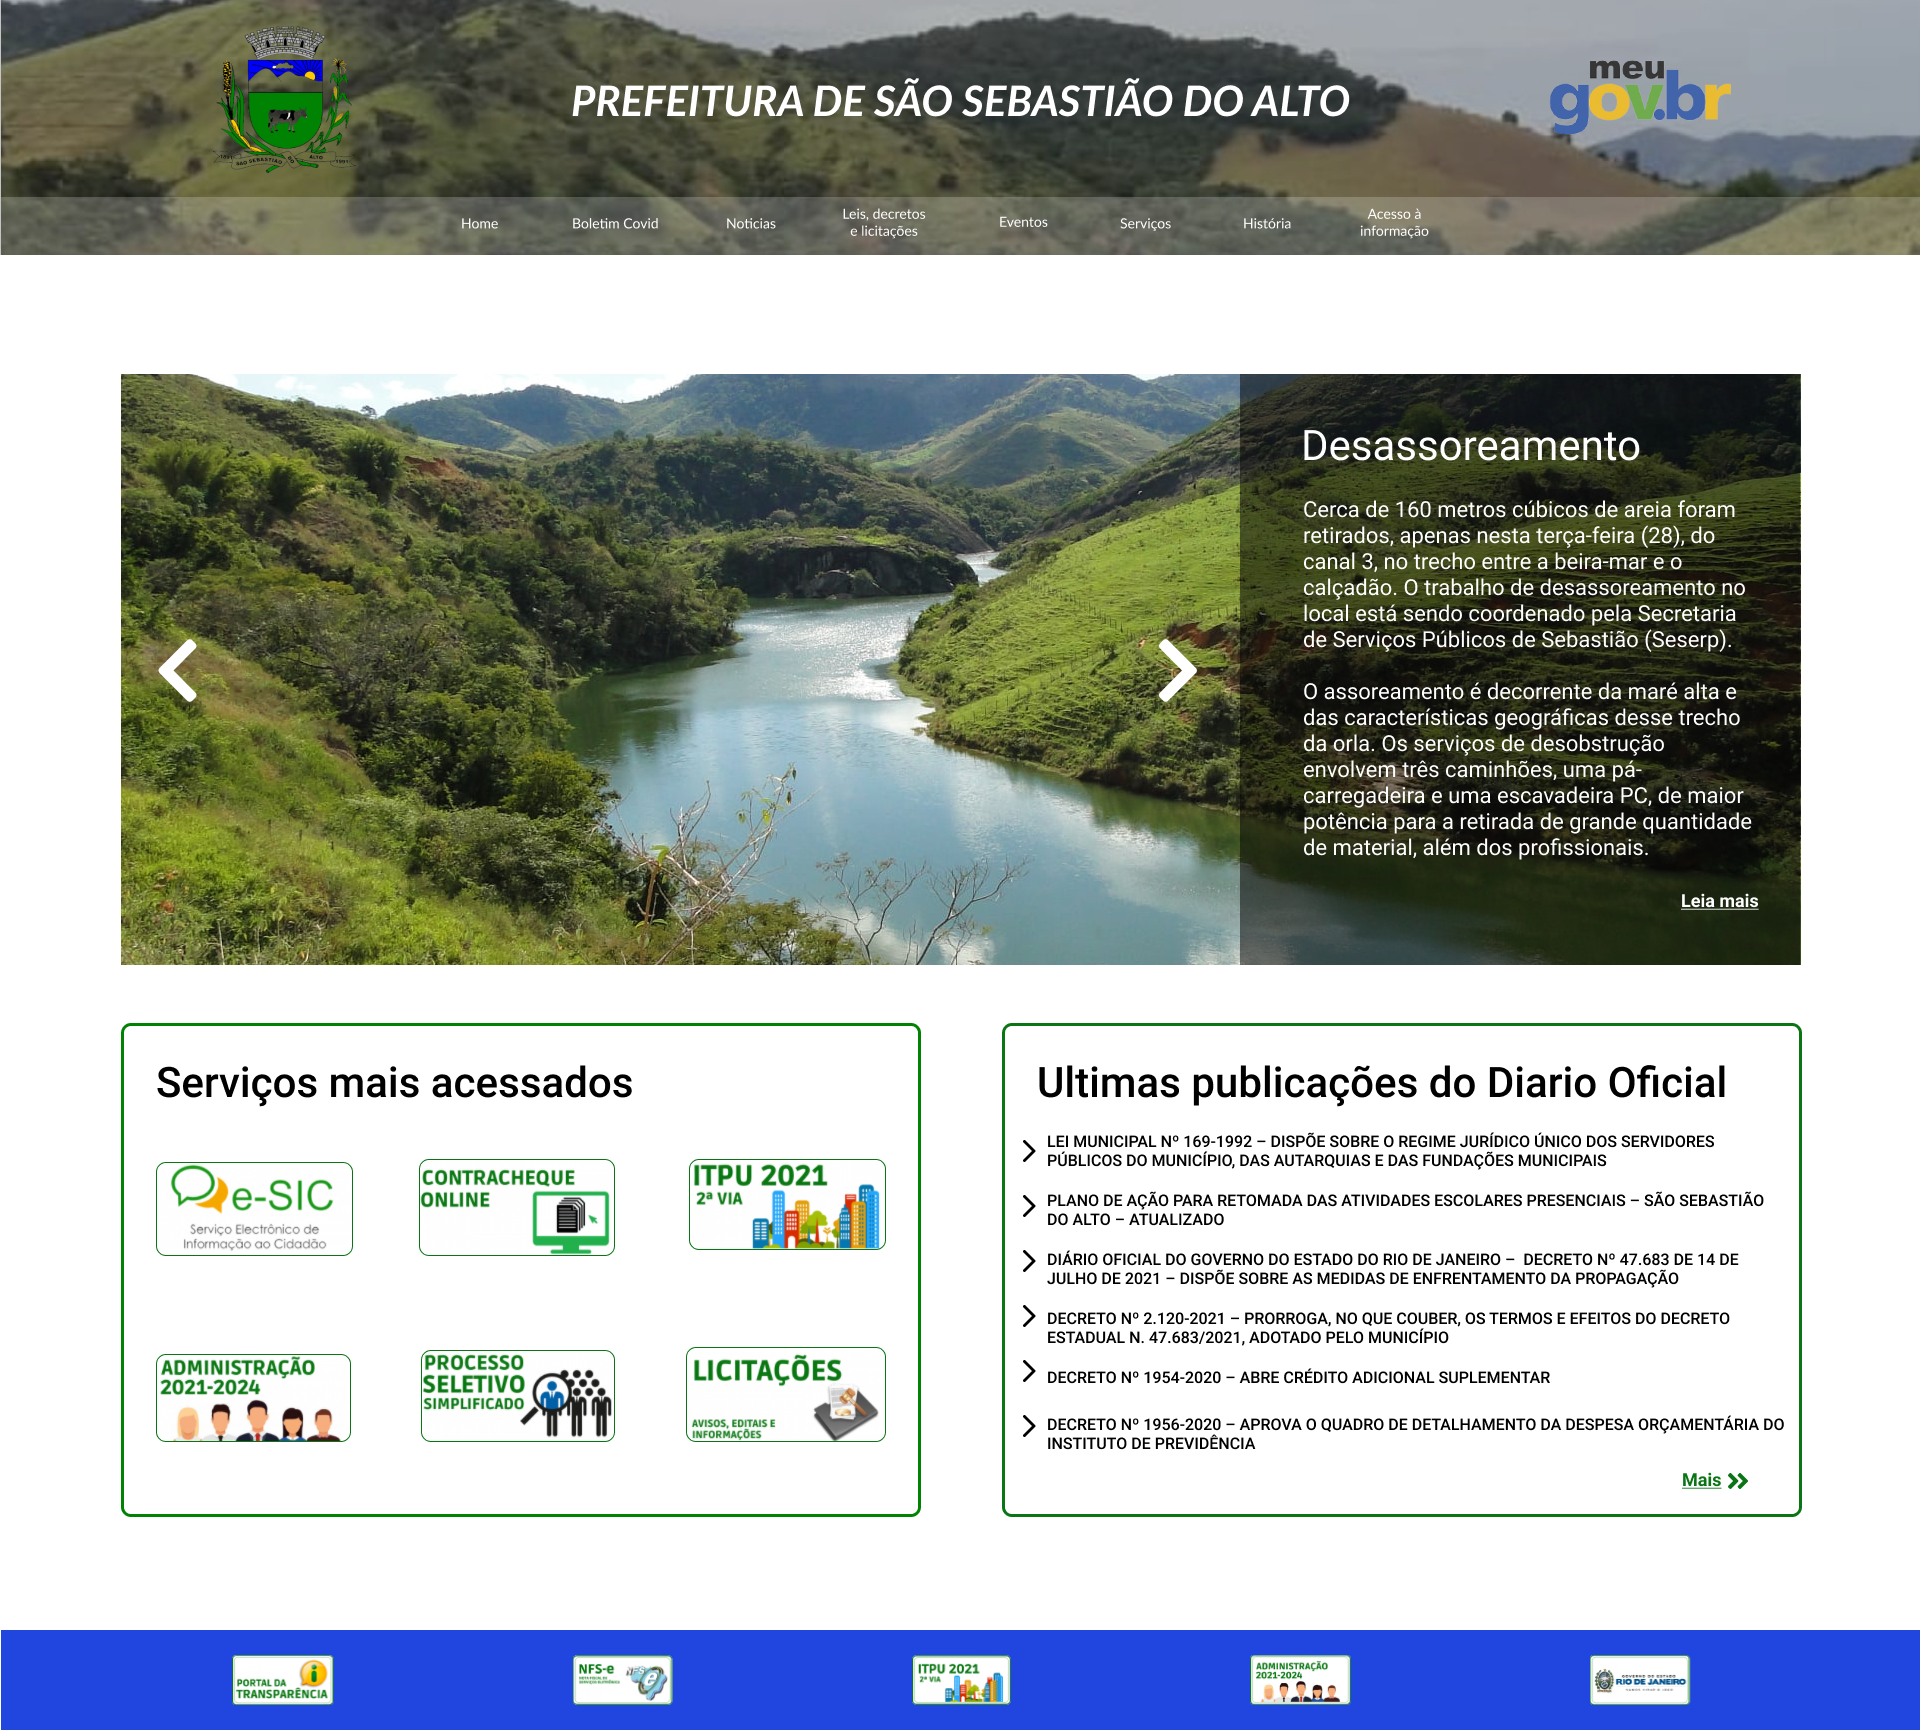 PREFEITURA DE SÃO SEBASTIÃO DO ALTO
meu
gov.br
SÃO SEBASTIÃO DO ALTO
Home
Boletim Covid
Noticias
Leis, decretos
e licitações
Eventos
Serviços
História
Acesso à
informação
Desassoreamento
Cerca de 160 metros cúbicos de areia foram
retirados, apenas nesta terça-feira (28), do
canal 3, no trecho entre a beira-mar e o
calçadão. O trabalho de desassoreamento no
local está sendo coordenado pela Secretaria
de Serviços Públicos de Sebastião (Seserp).
O assoreamento é decorrente da maré alta e
das características geográficas desse trecho
da orla. Os serviços de desobstrução
envolvem três caminhões, uma pá-
carregadeira e uma escavadeira PC, de maior
potência para a retirada de grande quantidade
de material, além dos profissionais.
Leia mais
Serviços mais acessados
e-SIC
Serviço Electrônico de
Informação ao Cidadão
CONTRACHEQUE
ONLINE
ITPU 2021
2ª VIA
ADMINISTRAÇÃO
2021-2024
PROCESSO
SELETIVO
SIMPLIFICADO
LICITAÇÕES
AVISOS, EDITAIS E
INFORMAÇÕES
Ultimas publicações do Diario Oficial
LEI MUNICIPAL Nº 169-1992 – DISPÕE SOBRE O REGIME JURÍDICO ÚNICO DOS SERVIDORES
PÚBLICOS DO MUNICÍPIO, DAS AUTARQUIAS E DAS FUNDAÇÕES MUNICIPAIS
PLANO DE AÇÃO PARA RETOMADA DAS ATIVIDADES ESCOLARES PRESENCIAIS – SÃO SEBASTIÃO
DO ALTO – ATUALIZADO
DIÁRIO OFICIAL DO GOVERNO DO ESTADO DO RIO DE JANEIRO –  DECRETO Nº 47.683 DE 14 DE
JULHO DE 2021 – DISPÕE SOBRE AS MEDIDAS DE ENFRENTAMENTO DA PROPAGAÇÃO
DECRETO Nº 2.120-2021 – PRORROGA, NO QUE COUBER, OS TERMOS E EFEITOS DO DECRETO
ESTADUAL N. 47.683/2021, ADOTADO PELO MUNICÍPIO
DECRETO Nº 1954-2020 – ABRE CRÉDITO ADICIONAL SUPLEMENTAR
DECRETO Nº 1956-2020 – APROVA O QUADRO DE DETALHAMENTO DA DESPESA ORÇAMENTÁRIA DO
INSTITUTO DE PREVIDÊNCIA
Mais
PORTAL DA
TRANSPARÊNCIA
NFS-e
NFS
e
ITPU 2021
2ª VIA
ADMINISTRAÇÃO
2021-2024
GOVERNO DO ESTADO
RIO DE JANEIRO